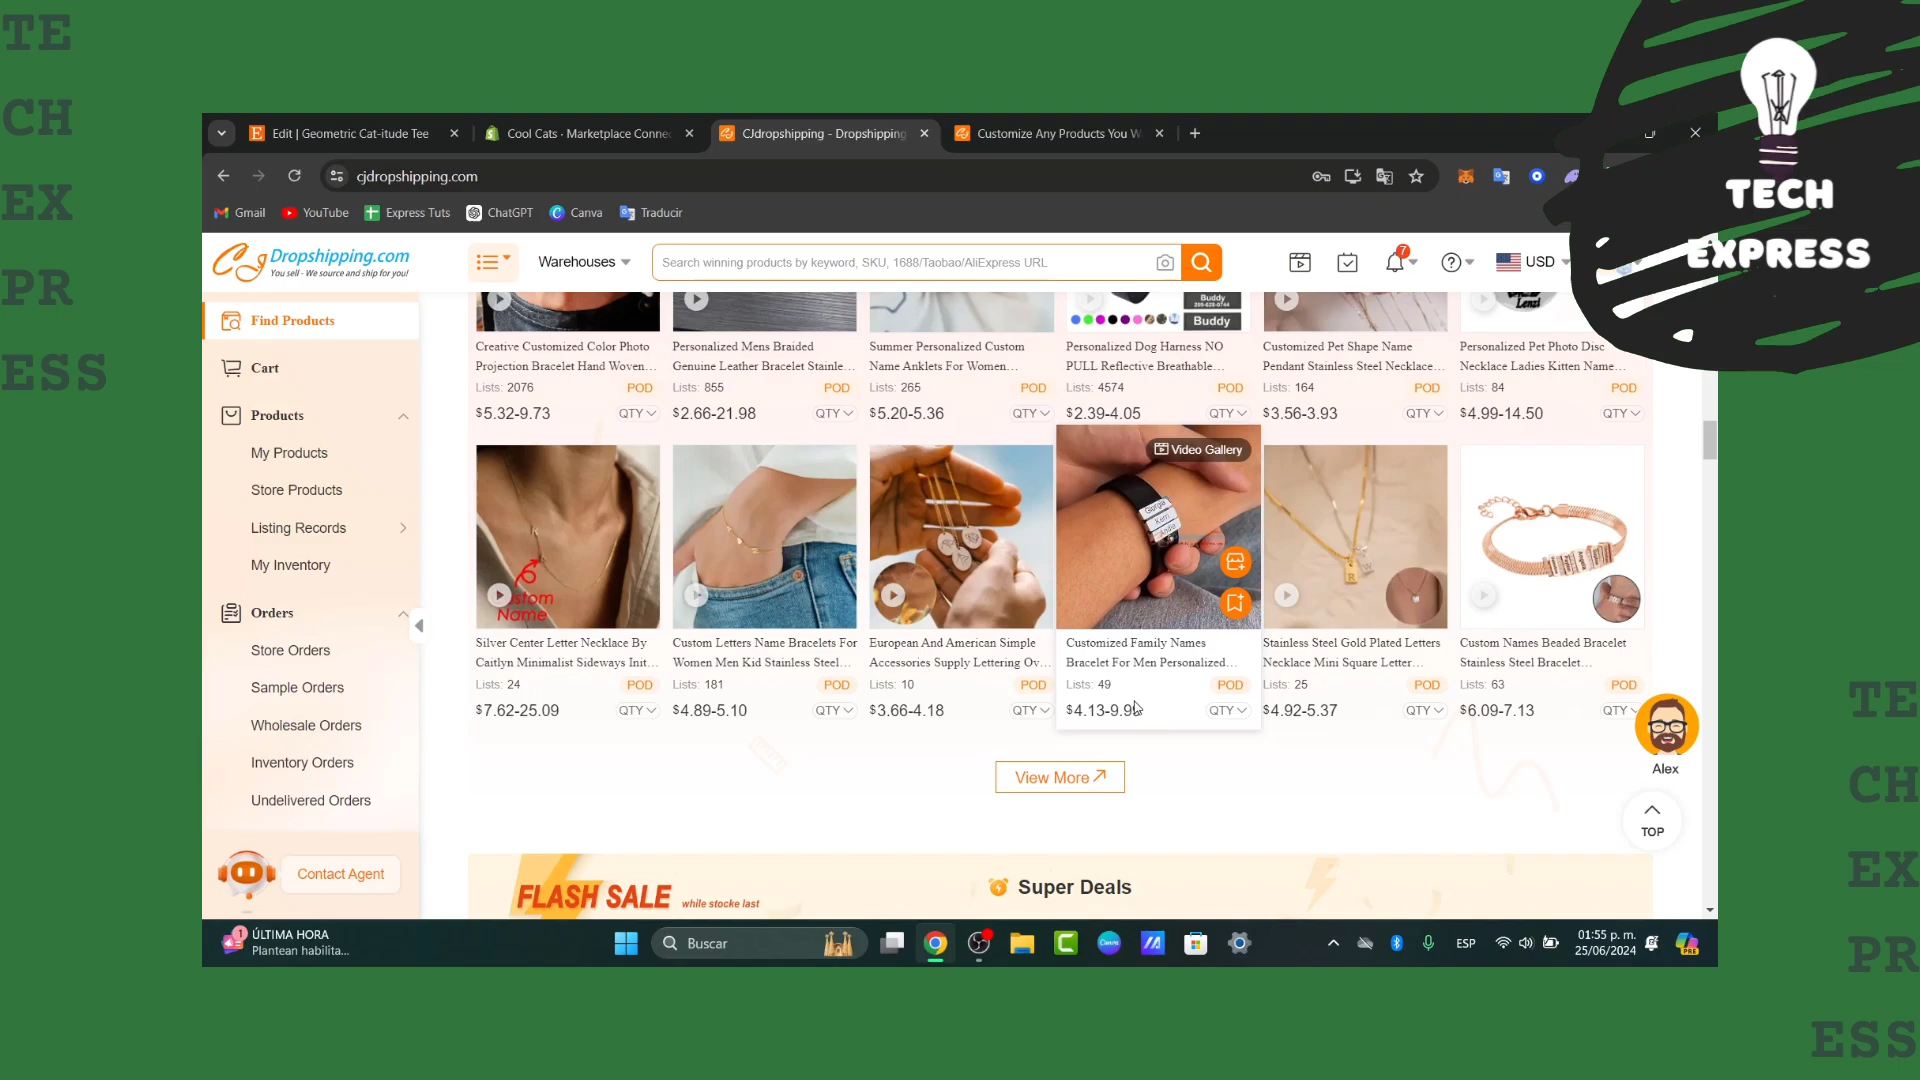 TE
CH
EX
PR
ESS
TECH
EXPRESS
Edit | Geometric Cat-itude Tee
Cool Cats · Marketplace Connec
CJdropshipping - Dropshipping
Customize Any Products You W
cjdropshipping.com
Gmail
YouTube
Express Tuts
ChatGPT
Canva
Traducir
CJ Dropshipping.com
You sell - We source and ship for you!
Warehouses
Search winning products by keyword, SKU, 1688/Taobao/AliExpress URL
7
USD
Find Products
Cart
Products
My Products
Store Products
Listing Records
My Inventory
Orders
Store Orders
Sample Orders
Wholesale Orders
Inventory Orders
Undelivered Orders
Contact Agent
Buddy
Buddy
Creative Customized Color Photo
Projection Bracelet Hand Woven...
Lists: 2076
POD
$5.32-9.73
QTY
Personalized Mens Braided
Genuine Leather Bracelet Stainle...
Lists: 855
POD
$2.66-21.98
QTY
Summer Personalized Custom
Name Anklets For Women...
Lists: 265
POD
$5.20-5.36
QTY
Personalized Dog Harness NO
PULL Reflective Breathable...
Lists: 4574
POD
$2.39-4.05
QTY
Customized Pet Shape Name
Pendant Stainless Steel Necklace...
Lists: 164
POD
$3.56-3.93
QTY
Lenzi
Personalized Pet Photo Disc
Necklace Ladies Kitten Name...
Lists: 84
POD
$4.99-14.50
QTY
Custom
Name
Silver Center Letter Necklace By
Caitlyn Minimalist Sideways Init...
Lists: 24
POD
$7.62-25.09
QTY
Custom Letters Name Bracelets For
Women Men Kid Stainless Steel...
Lists: 181
POD
$4.89-5.10
QTY
European And American Simple
Accessories Supply Lettering Ov...
Lists: 10
POD
$3.66-4.18
QTY
Video Gallery
Customized Family Names
Bracelet For Men Personalized...
Lists: 49
POD
$4.13-9.9
QTY
R
W
Stainless Steel Gold Plated Letters
Necklace Mini Square Letter...
Lists: 25
POD
$4.92-5.37
QTY
Custom Names Beaded Bracelet
Stainless Steel Bracelet...
Lists: 63
POD
$6.09-7.13
QTY
Alex
View More
TOP
FLASH SALE while stocke last
Super Deals
1
ÚLTIMA HORA
Plantean habilita...
Buscar
Canva
ESP
01:55 p. m.
25/06/2024
PRE
TE
CH
EX
PR
ESS